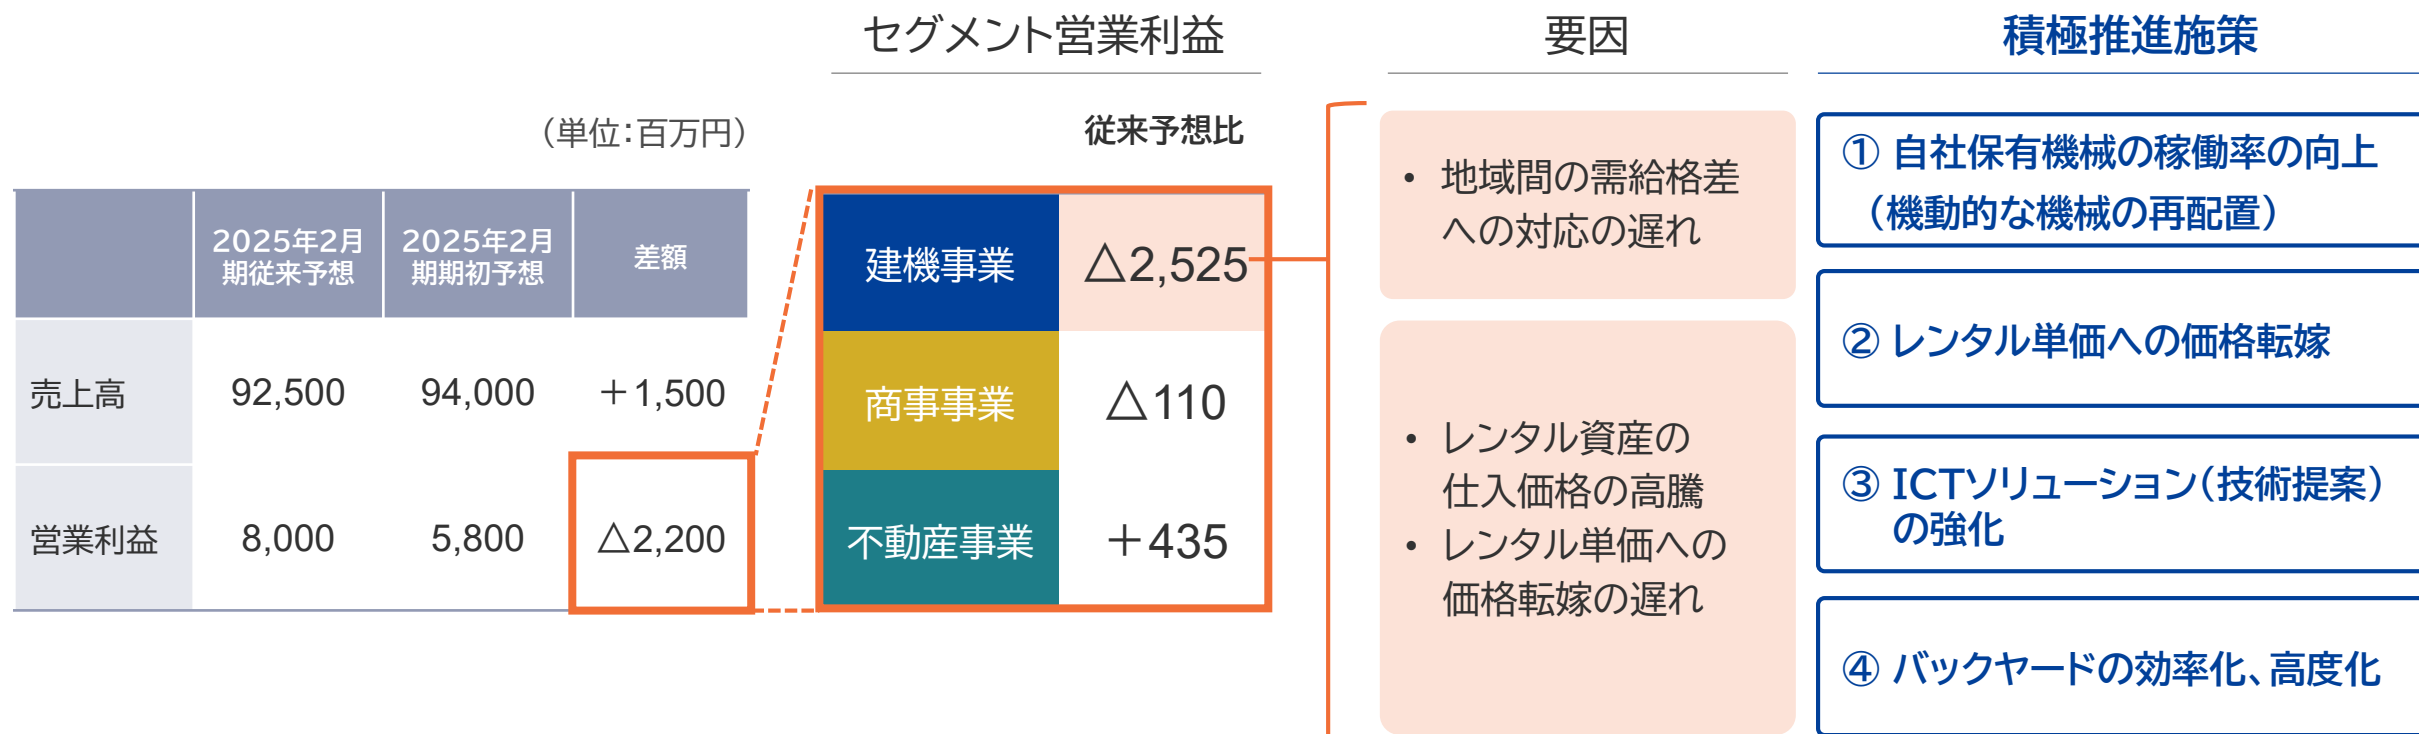 セグメント営業利益
要因
積極推進施策
（単位：百万円）
従来予想比
2025年2月
期従来予想
2025年2月
期期初予想
差額
売上高
92,500
94,000
＋1,500
営業利益
8,000
5,800
△2,200
建機事業
△2,525
商事事業
△110
不動産事業
＋435
• 地域間の需給格差
への対応の遅れ
• レンタル資産の
仕入価格の高騰
• レンタル単価への
価格転嫁の遅れ
① 自社保有機械の稼働率の向上
（機動的な機械の再配置）
② レンタル単価への価格転嫁
③ ICTソリューション（技術提案）
の強化
④ バックヤードの効率化、高度化